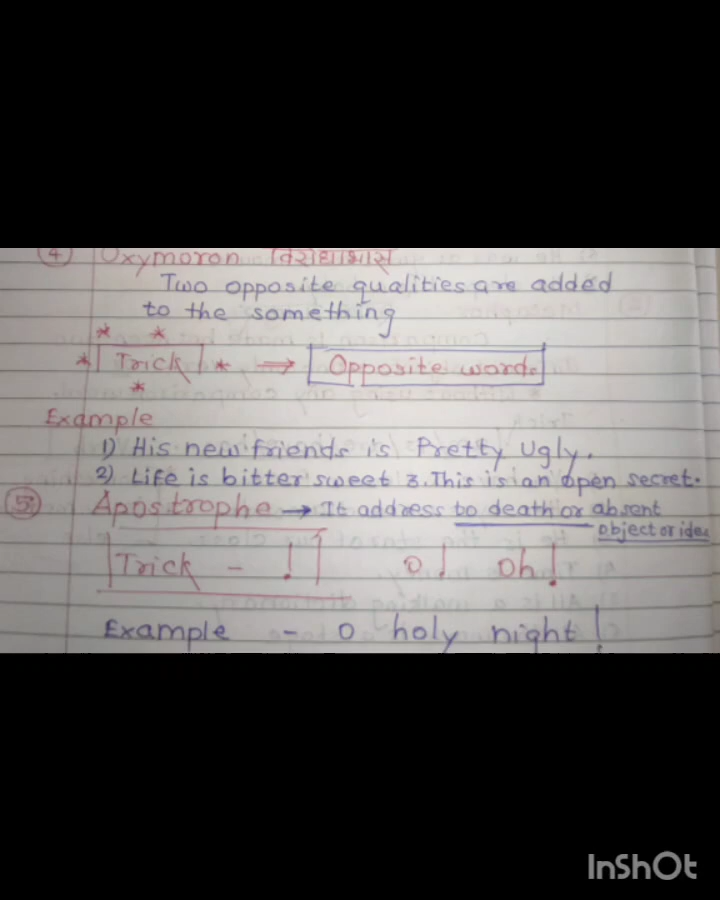 4 Oxymoron विरोधाभास
Two opposite qualities are added
to the something
* *
* Trick * → Opposite word.
*
Example
1) His new friends is Pretty Ugly.
2) Life is bitter sweet 3. This is an open secret.
5 Apostrophe → It address to death or absent
object or idea
Trick - ! O! Oh!
Example - O holy night!
InShOt